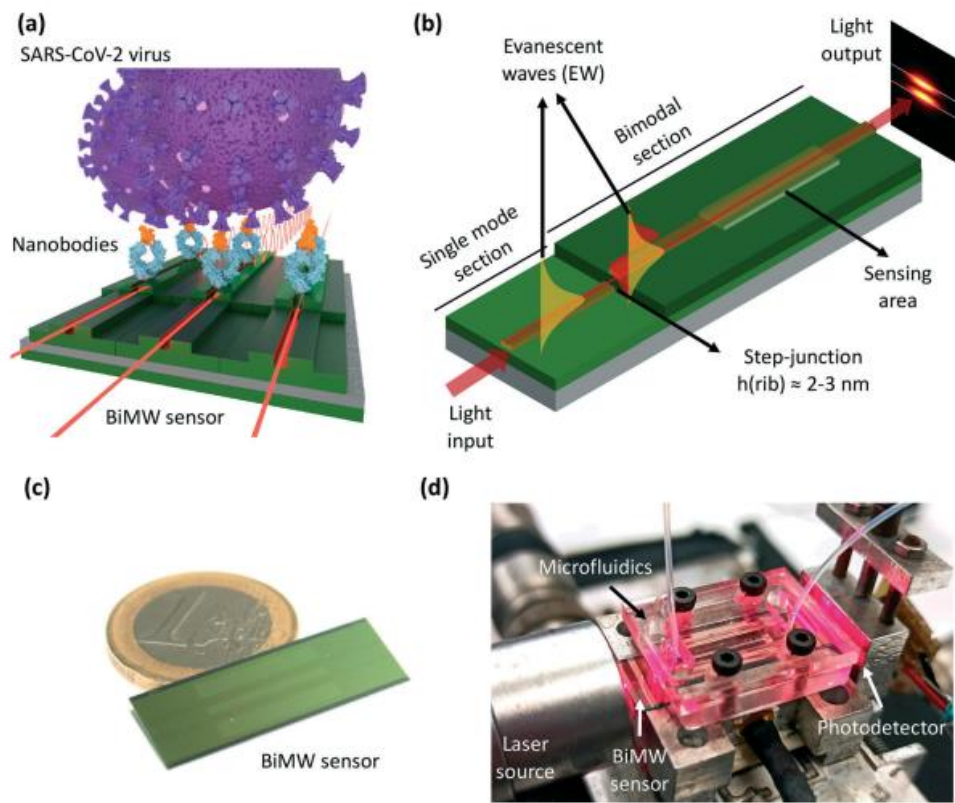 (a)
SARS-CoV-2 virus
Nanobodies
BiMW sensor
(b)
Evanescent
waves (EW)
Light
output
Single mode
section
Bimodal
section
Sensing
area
Step-junction
h(rib) ≈ 2-3 nm
Light
input
(c)
BiMW sensor
(d)
Microfluidics
Laser
source
BiMW
sensor
Photodetector